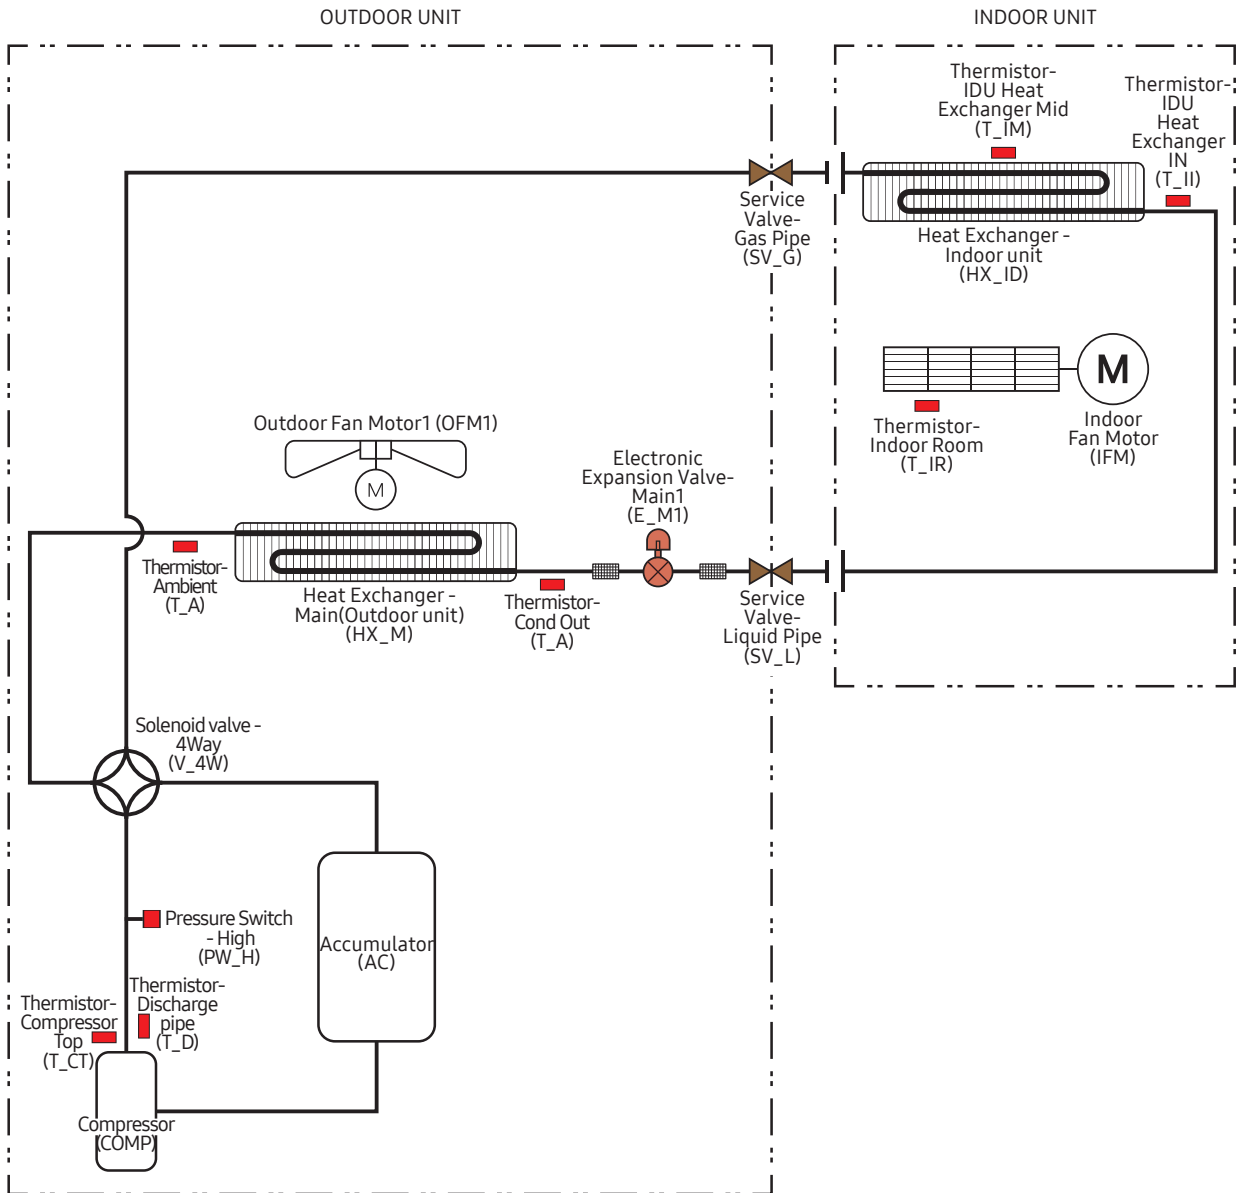 OUTDOOR UNIT
INDOOR UNIT
Thermistor-
IDU Heat
Exchanger Mid
(T_IM)
Thermistor-
IDU
Heat
Exchanger
IN
(T_II)
Service
Valve-
Gas Pipe
(SV_G)
Heat Exchanger -
Indoor unit
(HX_ID)
M
Indoor
Fan Motor
(IFM)
Thermistor-
Indoor Room
(T_IR)
Outdoor Fan Motor1 (OFM1)
M
Electronic
Expansion Valve-
Main1
(E_M1)
Thermistor-
Ambient
(T_A)
Heat Exchanger -
Main(Outdoor unit)
(HX_M)
Thermistor-
Cond Out
(T_A)
Service
Valve-
Liquid Pipe
(SV_L)
Solenoid valve -
4Way
(V_4W)
Pressure Switch
- High
(PW_H)
Accumulator
(AC)
Thermistor-
Compressor
Top
(T_CT)
Thermistor-
Discharge
pipe
(T_D)
Compressor
(COMP)